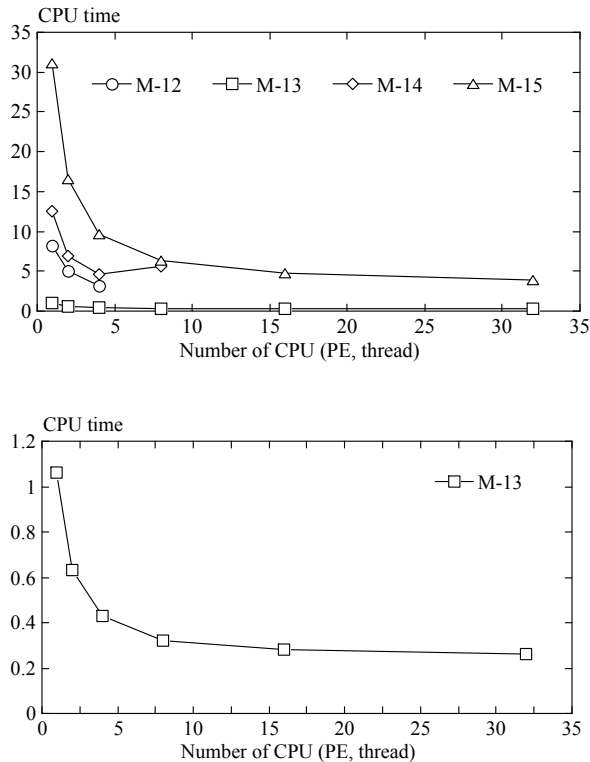 CPU time
35
30
25
20
15
10
5
0
M-12 M-13 M-14 M-15
0 5 10 15 20 25 30 35
Number of CPU (PE, thread)
CPU time
1.2
1
0.8
0.6
0.4
0.2
0
M-13
0 5 10 15 20 25 30 35
Number of CPU (PE, thread)